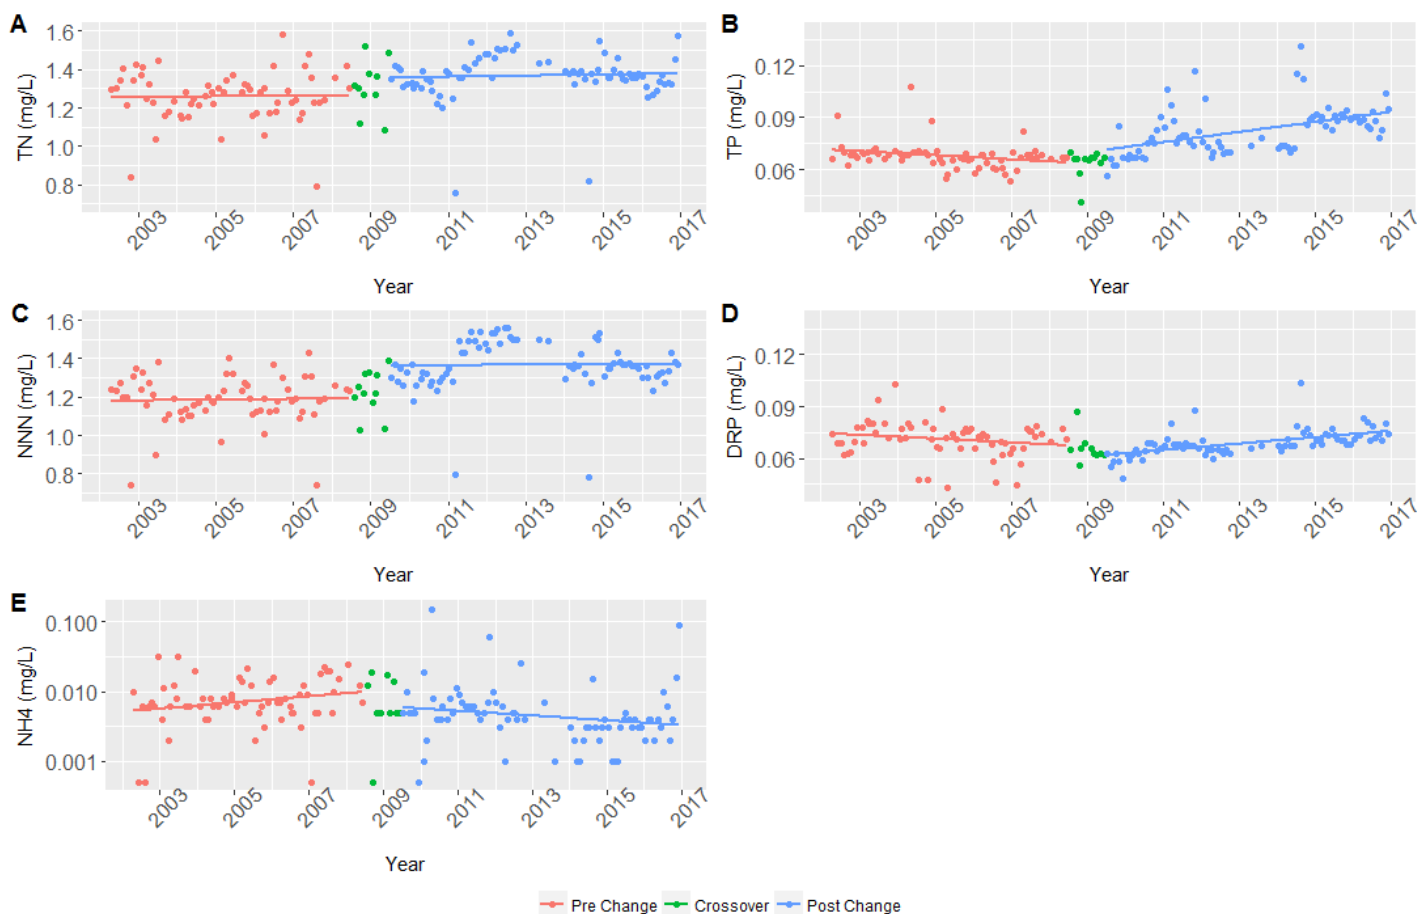 A
TN (mg/L)
1.6
1.4
1.2
1.0
0.8
2003 2005 2007 2009 2011 2013 2015 2017
Year
B
TP (mg/L)
0.12
0.09
0.06
2003 2005 2007 2009 2011 2013 2015 2017
Year
C
NNN (mg/L)
1.6
1.4
1.2
1.0
0.8
2003 2005 2007 2009 2011 2013 2015 2017
Year
D
DRP (mg/L)
0.12
0.09
0.06
2003 2005 2007 2009 2011 2013 2015 2017
Year
E
NH4 (mg/L)
0.100
0.010
0.001
2003 2005 2007 2009 2011 2013 2015 2017
Year
Pre Change Crossover Post Change